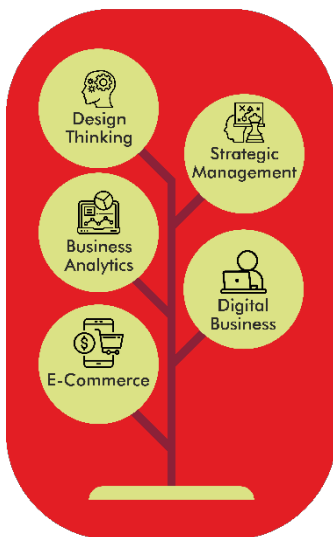 Design
Thinking
Strategic
Management
Business
Analytics
Digital
Business
$
E-Commerce